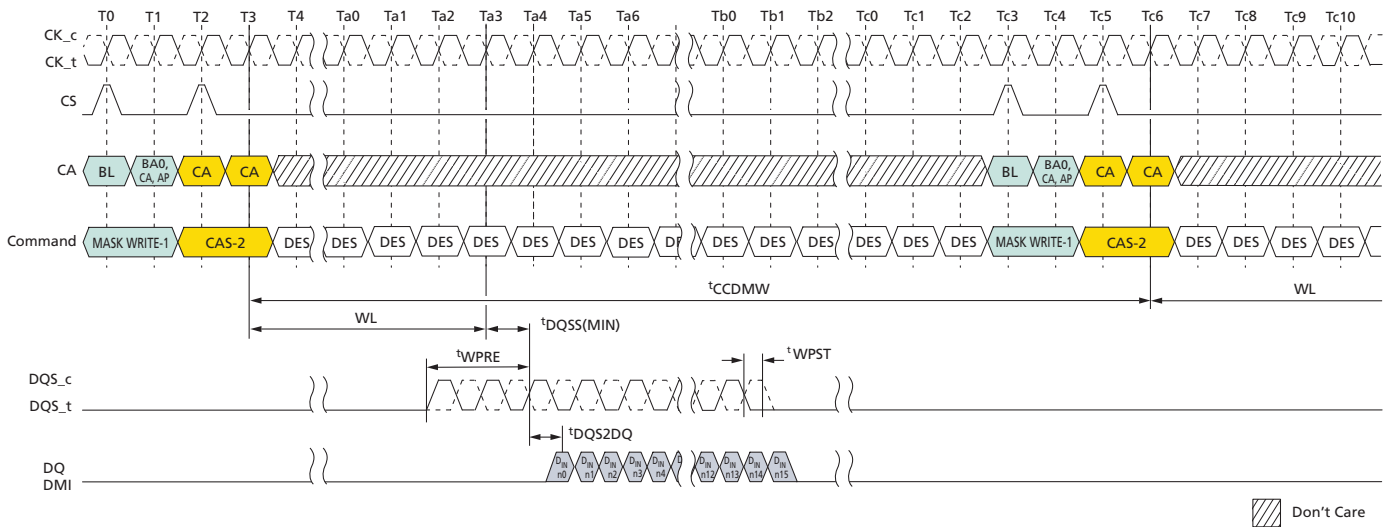 T0 T1 T2 T3 T4 Ta0 Ta1 Ta2 Ta3 Ta4 Ta5 Ta6 Tb0 Tb1 Tb2 Tc0 Tc1 Tc2 Tc3 Tc4 Tc5 Tc6 Tc7 Tc8 Tc9 Tc10
CK_c
CK_t
CS
CA BL BA0, CA, AP CA CA BL BA0, CA, AP CA CA
Command MASK WRITE-1 CAS-2 DES DES DES DES DES DES DES DES DES DES DES DES DES DES DES MASK WRITE-1 CAS-2 DES DES DES DES
tCCDMW
WL
WL tDQSS(MIN)
tWPRE tWPST
DQS_c
DQS_t
tDQS2DQ
DQ
DMI
DIN n0 DIN n1 DIN n2 DIN n3 DIN n4 DIN n12 DIN n13 DIN n14 DIN n15
Don't Care